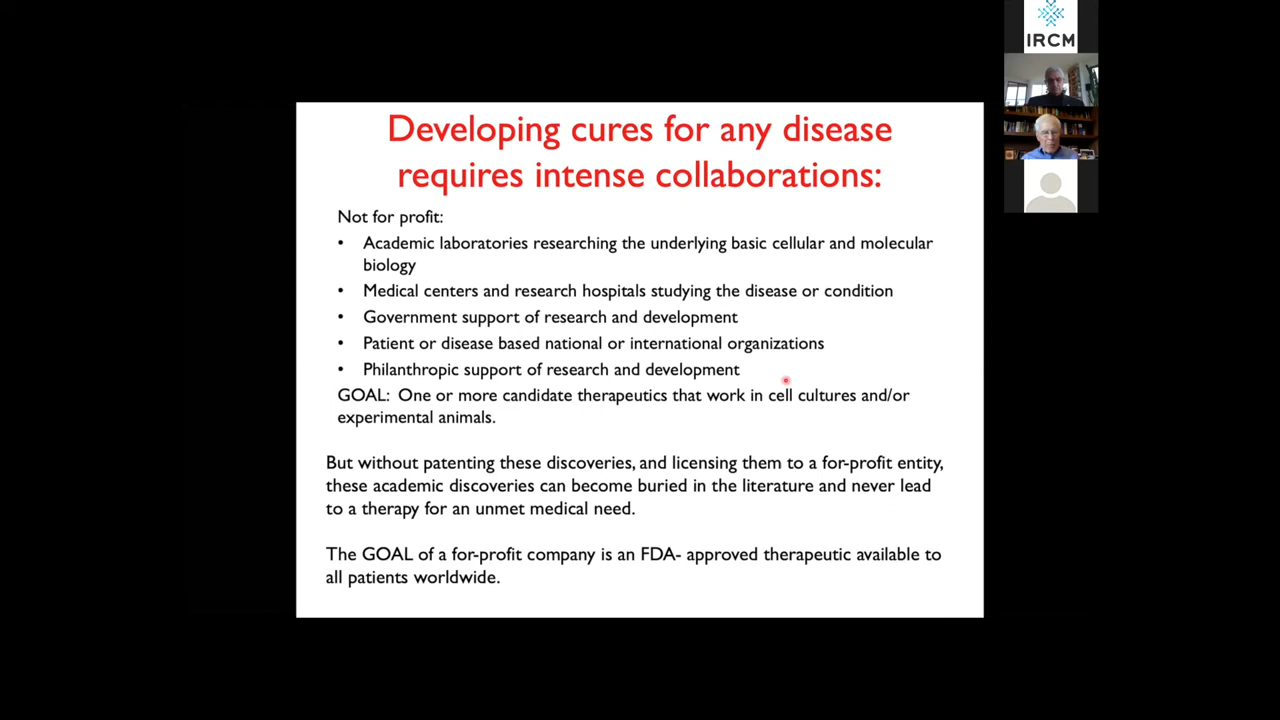 IRCM
Developing cures for any disease
requires intense collaborations:
Not for profit:
• Academic laboratories researching the underlying basic cellular and molecular
biology
• Medical centers and research hospitals studying the disease or condition
• Government support of research and development
• Patient or disease based national or international organizations
• Philanthropic support of research and development
GOAL: One or more candidate therapeutics that work in cell cultures and/or
experimental animals.
But without patenting these discoveries, and licensing them to a for-profit entity,
these academic discoveries can become buried in the literature and never lead
to a therapy for an unmet medical need.
The GOAL of a for-profit company is an FDA- approved therapeutic available to
all patients worldwide.